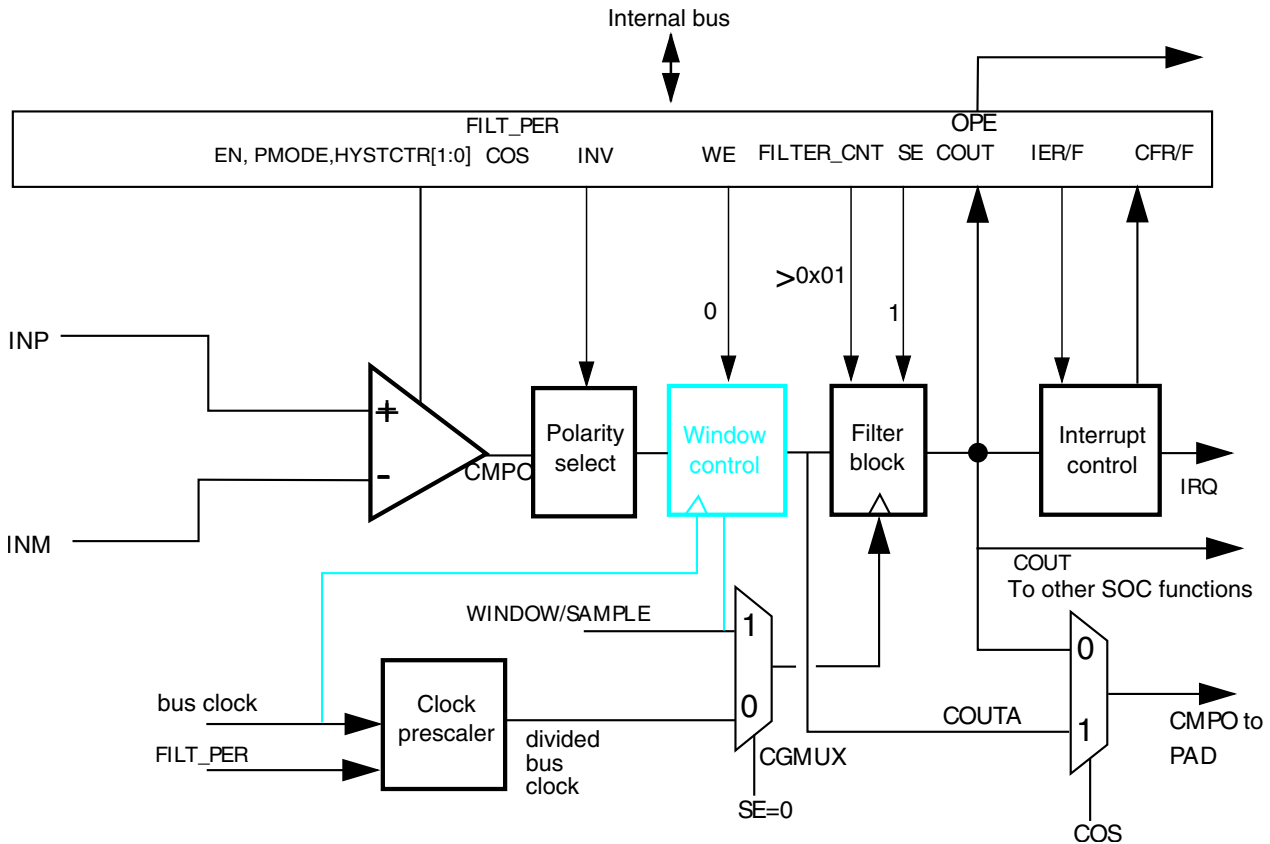 Internal bus
FILT_PER
OPE
EN, PMODE,HYSTCTR[1:0] COS INV WE FILTER_CNT SE COUT IER/F CFR/F
>0x01
0
1
INP
+
-
CMPO
Polarity
select
Window
control
Filter
block
Interrupt
control
IRQ
INM
COUT
To other SOC functions
WINDOW/SAMPLE
1
0
0
1
bus clock
Clock
prescaler
FILT_PER
divided
bus
clock
CGMUX
SE=0
COUTA
CMPO to
PAD
COS